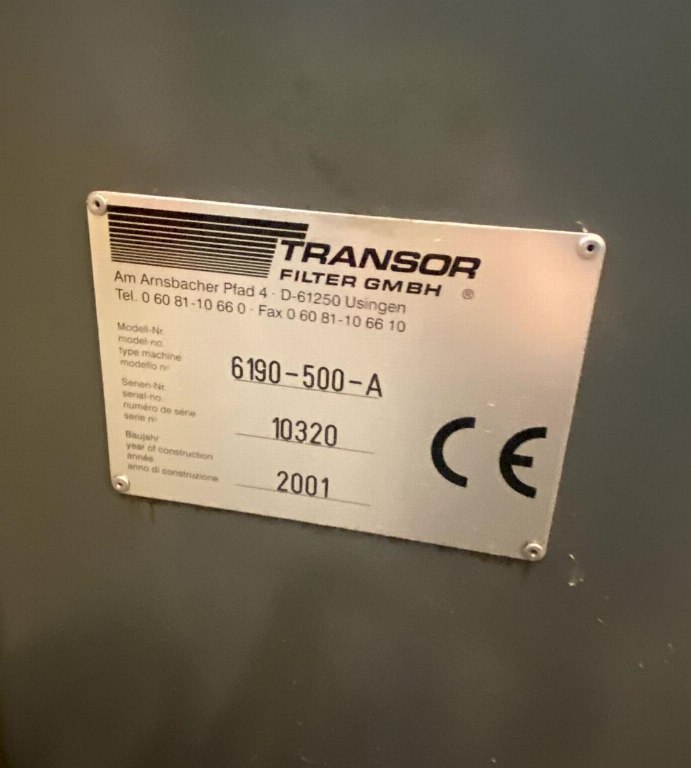 TRANSOR
FILTER GMBH ®
Am Arnsbacher Pfad 4 · D-61250 Usingen
Tel. 0 60 81-10 66 0 · Fax 0 60 81-10 66 10
Modell-Nr.
model-no.
type machine
modello n°
6190-500-A
Serien-Nr.
serial-no.
numéro de série
serie n°
10320
Baujahr
year of construction
année
anno di construzione
2001
CE